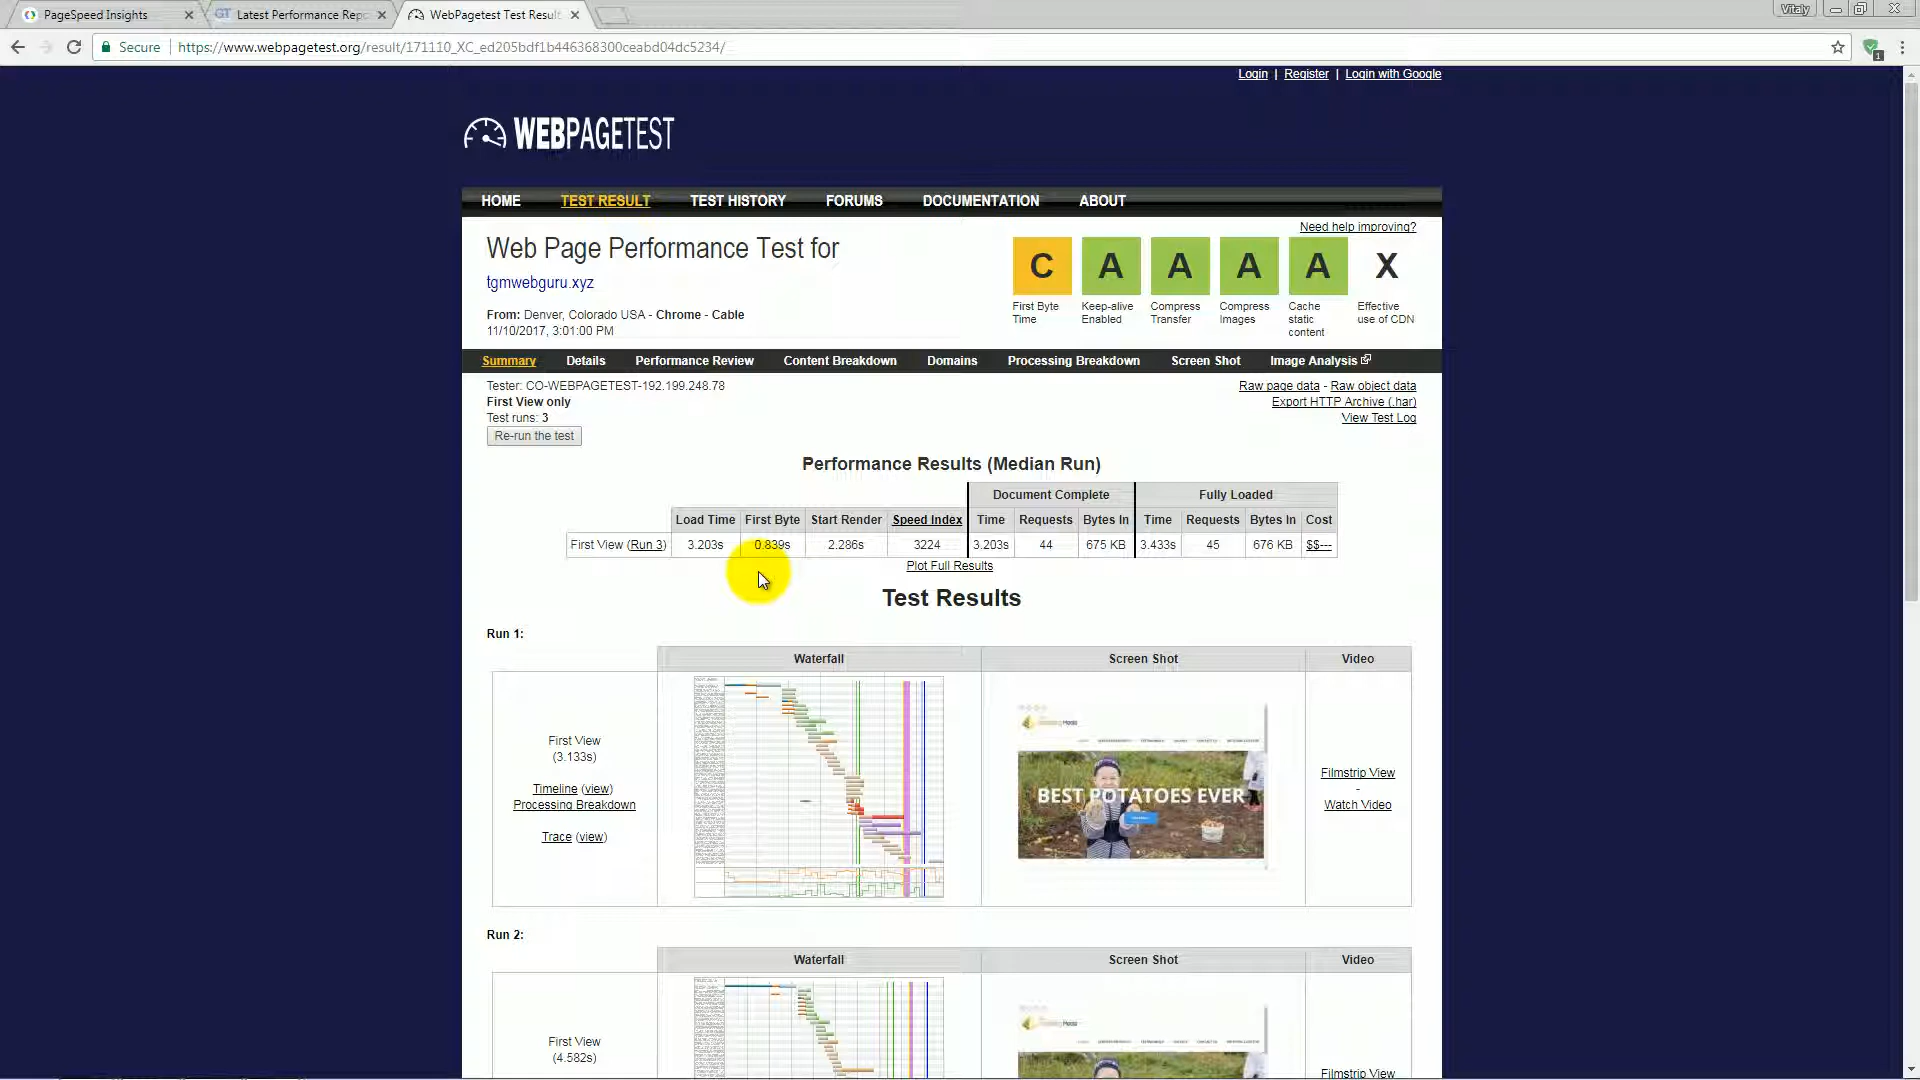 PageSpeed Insights
Latest Performance Repo
WebPagetest Test Result
Vitaly
Secure
https://www.webpagetest.org/result/171110_XC_ed205bdf1b446368300ceabd04dc5234/
1
Login | Register | Login with Google
WEBPAGETEST
HOME TEST RESULT TEST HISTORY FORUMS DOCUMENTATION ABOUT
Need help improving?
Web Page Performance Test for
tgmwebguru.xyz
From: Denver, Colorado USA - Chrome - Cable
11/10/2017, 3:01:00 PM
C A A A A X
First Byte Time
Keep-alive Enabled
Compress Transfer
Compress Images
Cache static content
Effective use of CDN
Summary Details Performance Review Content Breakdown Domains Processing Breakdown Screen Shot Image Analysis
Tester: CO-WEBPAGETEST-192.199.248.78
First View only
Test runs: 3
Re-run the test
Raw page data - Raw object data
Export HTTP Archive (.har)
View Test Log
Performance Results (Median Run)
Document Complete Fully Loaded
Load Time First Byte Start Render Speed Index Time Requests Bytes In Time Requests Bytes In Cost
First View (Run 3) 3.203s 0.839s 2.286s 3224 3.203s 44 675 KB 3.433s 45 676 KB $$---
Plot Full Results
Test Results
Run 1:
Waterfall Screen Shot Video
First View
(3.133s)
Timeline (view)
Processing Breakdown
Trace (view)
BEST POTATOES EVER
Filmstrip View
-
Watch Video
Run 2:
Waterfall Screen Shot Video
First View
(4.582s)
Filmstrip View